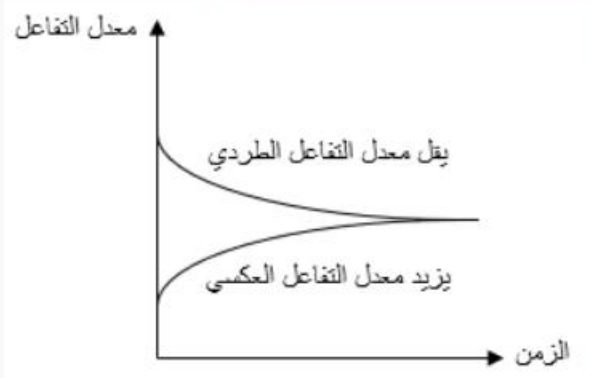 معدل التفاعل
يقل معدل التفاعل الطردي
يزيد معدل التفاعل العكسي
الزمن